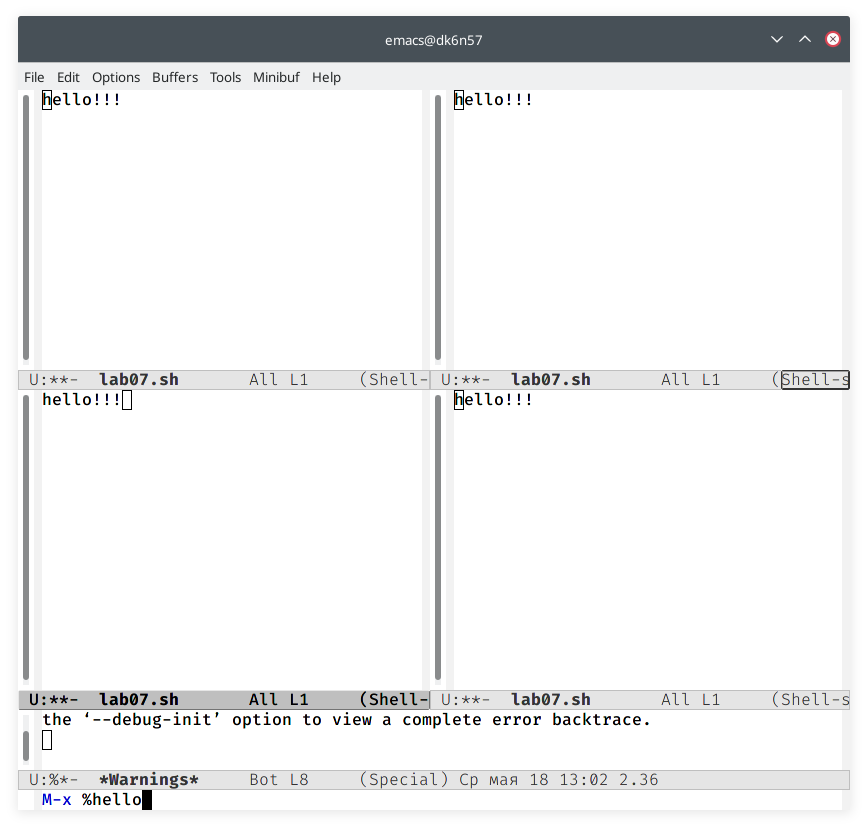 emacs@dk6n57
File Edit Options Buffers Tools Minibuf Help
hello!!!
hello!!!
U:**- lab07.sh All L1 (Shell-
U:**- lab07.sh All L1 (Shell-s
hello!!!
hello!!!
U:**- lab07.sh All L1 (Shell-
U:**- lab07.sh All L1 (Shell-s
the ‘--debug-init’ option to view a complete error backtrace.
U:%*- *Warnings* Bot L8 (Special) Ср мая 18 13:02 2.36
M-x %hello